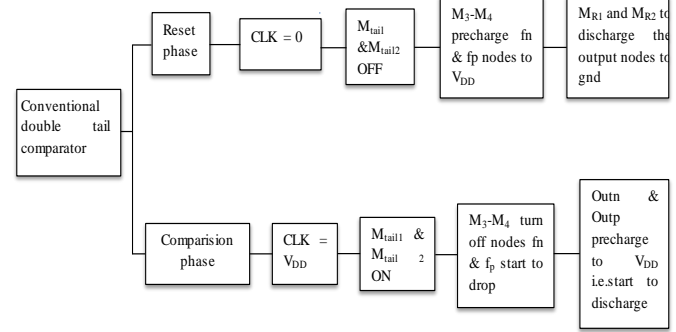 Conventional
double tail
comparator
Reset
phase
CLK = 0
Mtail
&Mtail2
OFF
M3-M4
precharge fn
& fp nodes to
VDD
MR1 and MR2 to
discharge the
output nodes to
gnd
Comparision
phase
CLK =
VDD
Mtail1 &
Mtail 2
ON
M3-M4 turn
off nodes fn
& fp start to
drop
Outn &
Outp
precharge
to VDD
i.e.start to
discharge